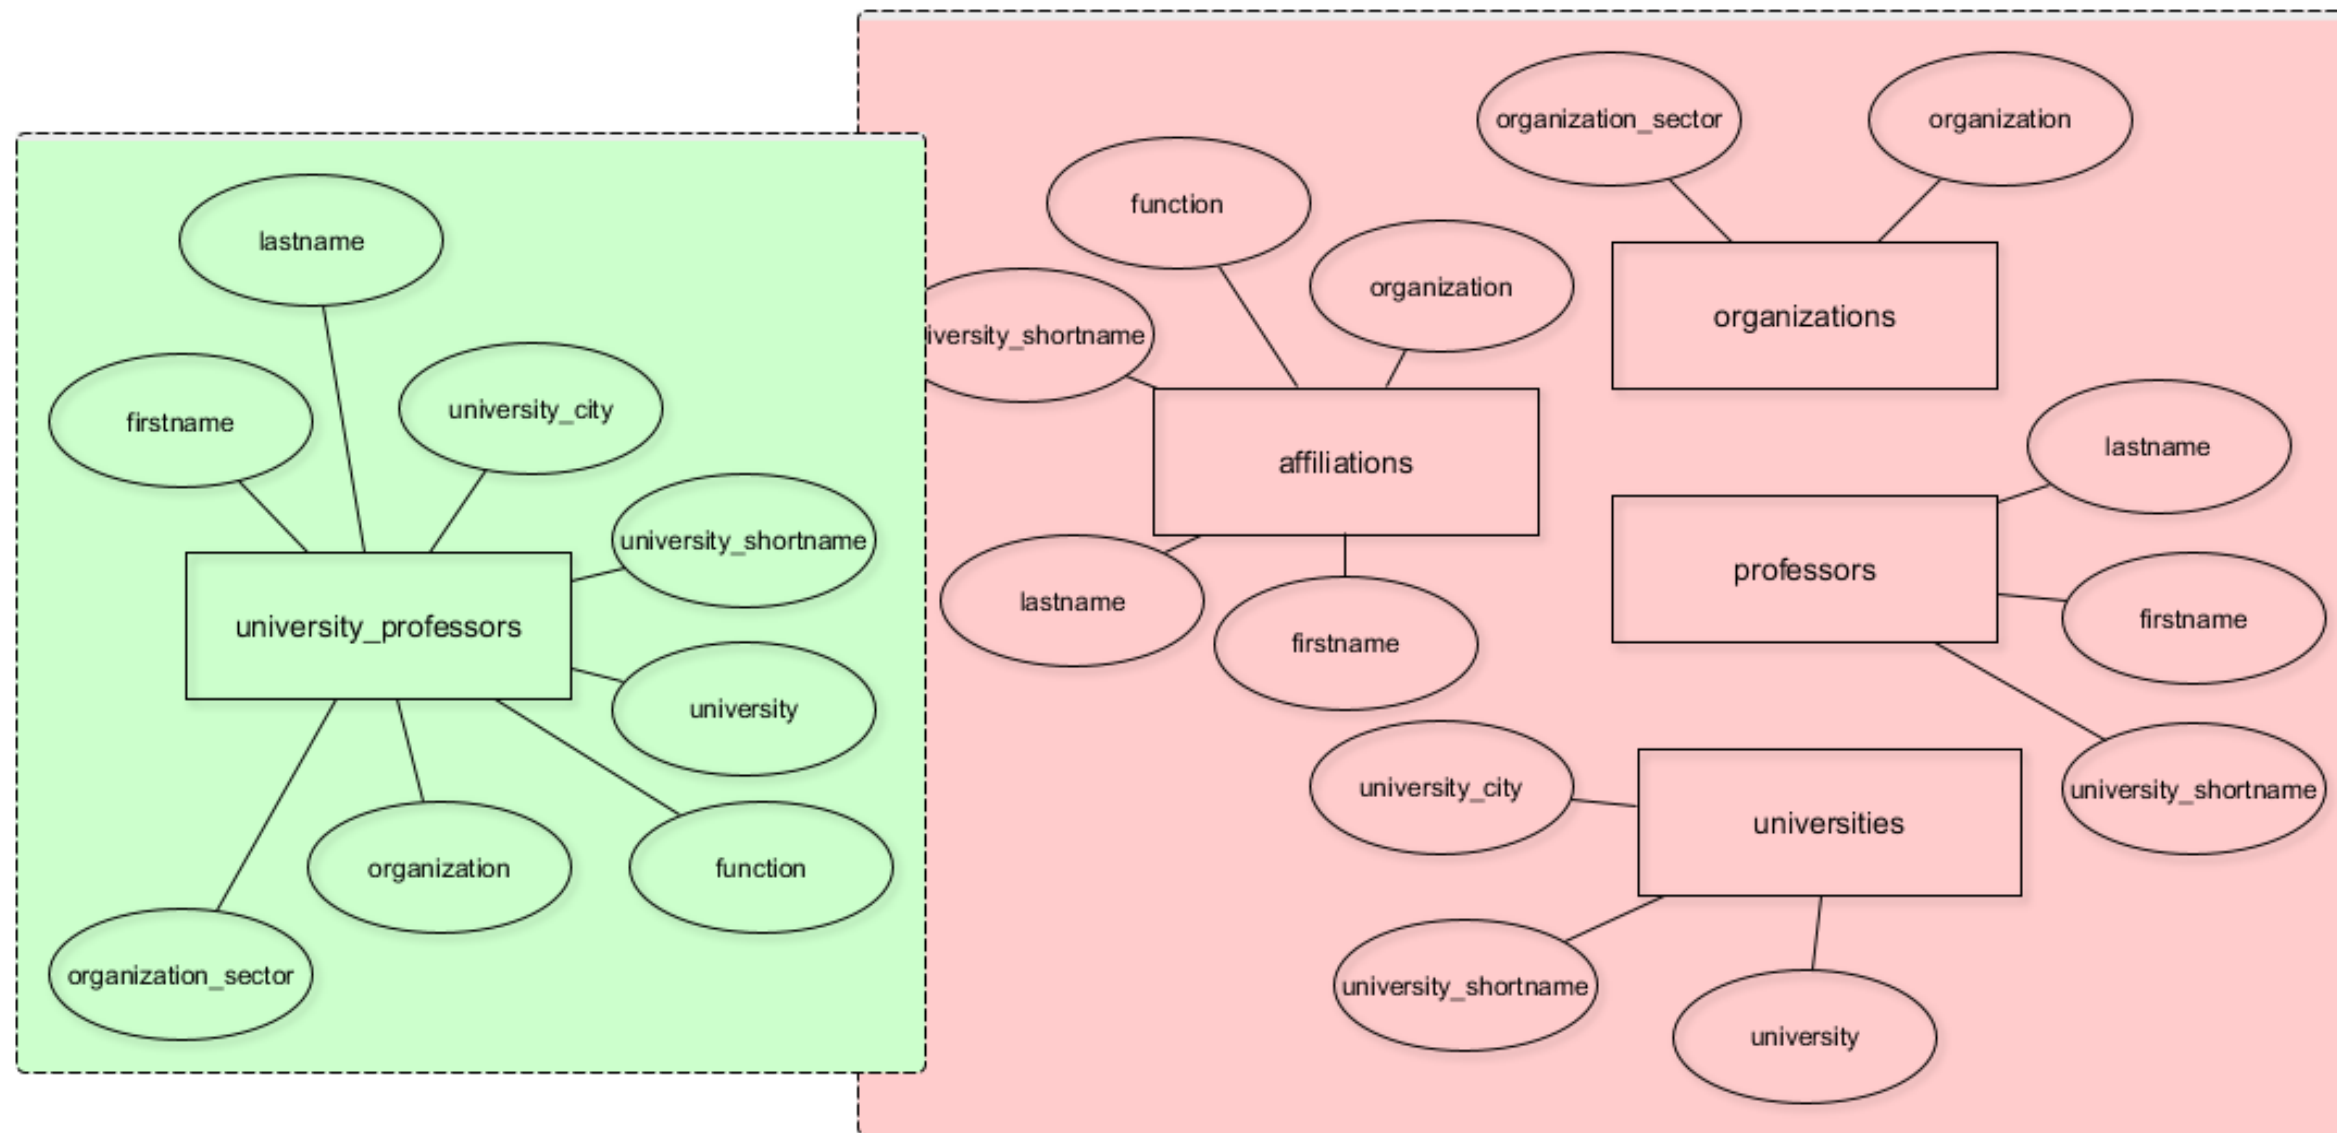 lastname
firstname
university_city
university_shortname
university_professors
university
organization
function
organization_sector
organization_sector
organization
function
organization
iversity_shortname
organizations
affiliations
lastname
professors
lastname
firstname
firstname
university_city
university_shortname
universities
university_shortname
university